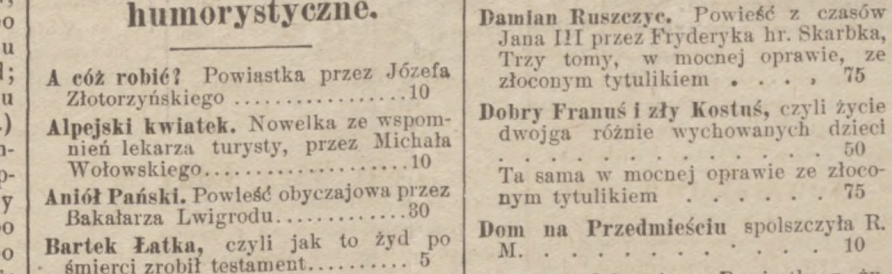 humorystyczne.
A cóż robić? Powiastka przez Józefa
Złotorzyńskiego ................10
Alpejski kwiatek. Nowelka ze wspom-
nień lekarza turysty, przez Michała
Wołowskiego...................10
Aniół Pański. Powieść obyczajowa przez
Bakałarza Lwigrodu............30
Bartek Łatka, czyli jak to żyd po
śmierci zrobił testament.......... 5
Damian Ruszczyc. Powieść z czasów
Jana III przez Fryderyka hr. Skarbka,
Trzy tomy, w mocnej oprawie, ze
złoconym tytulikiem . . . . 75
Dobry Franuś i zły Kostuś, czyli życie
dwojga różnie wychowanych dzieci
. . . . . . . . . . . . . 50
Ta sama w mocnej oprawie ze złoco-
nym tytulikiem . . . . . . 75
Dom na Przedmieściu spolszczyła R.
M. . . . . . . . . . . . 10